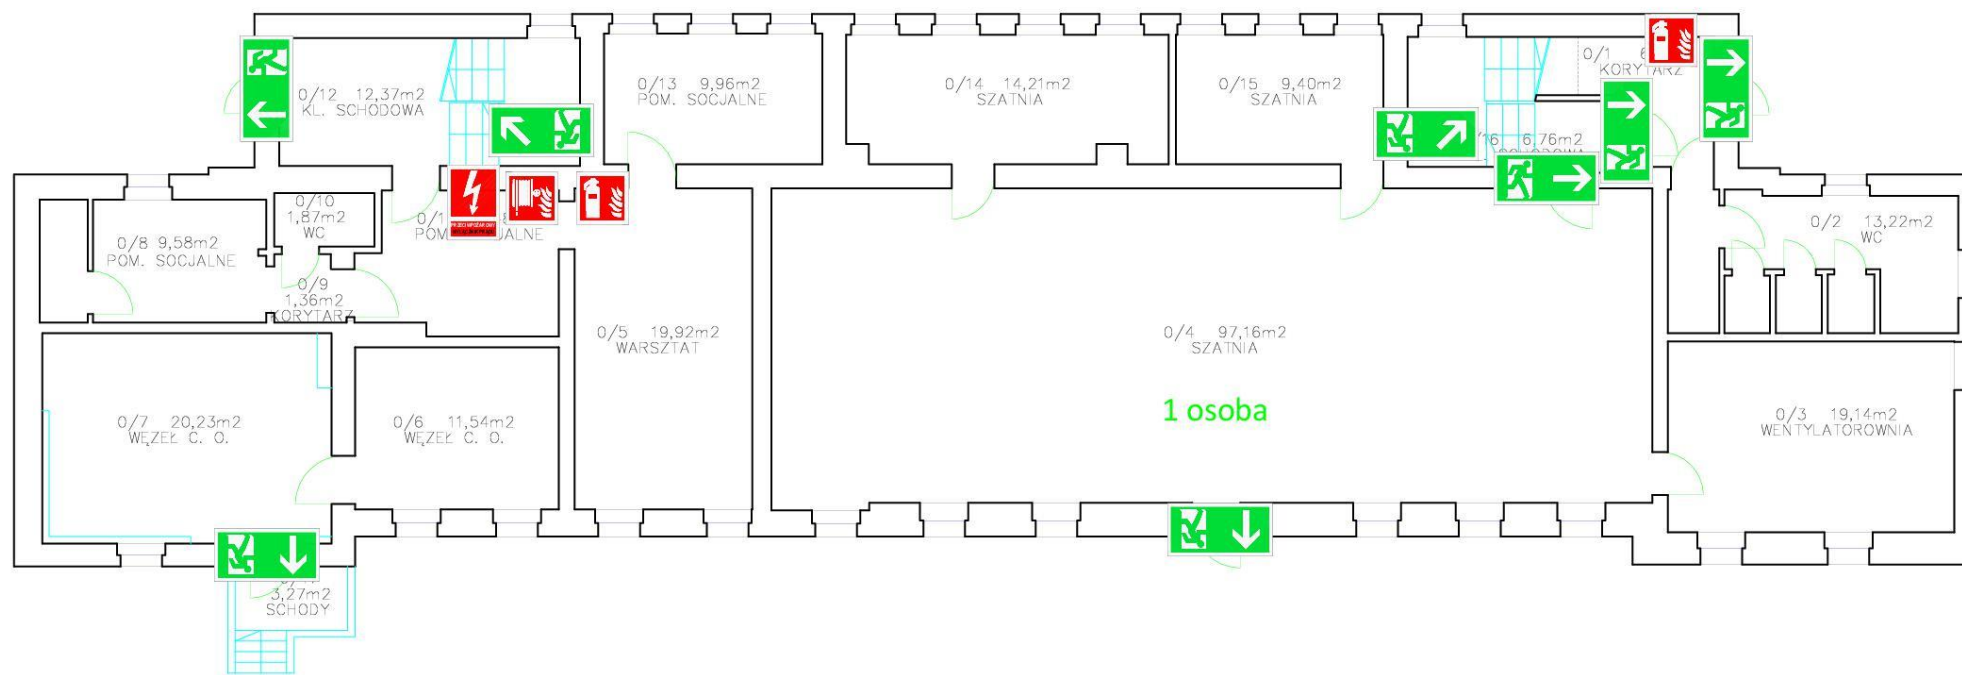 0/12 12,37m2
KL. SCHODOWA
0/13 9,96m2
POM. SOCJALNE
0/14 14,21m2
SZATNIA
0/15 9,40m2
SZATNIA
0/1
KORYTARZ
6,76m2
0/10
1,87m2
WC
0/8 9,58m2
POM. SOCJALNE
0/9
1,36m2
KORYTARZ
0/2 13,22m2
WC
0/5 19,92m2
WARSZTAT
0/4 97,16m2
SZATNIA
1 osoba
0/7 20,23m2
WĘZEŁ C. O.
0/6 11,54m2
WĘZEŁ C. O.
0/3 19,14m2
WENTYLATOROWNIA
3,27m2
SCHODY